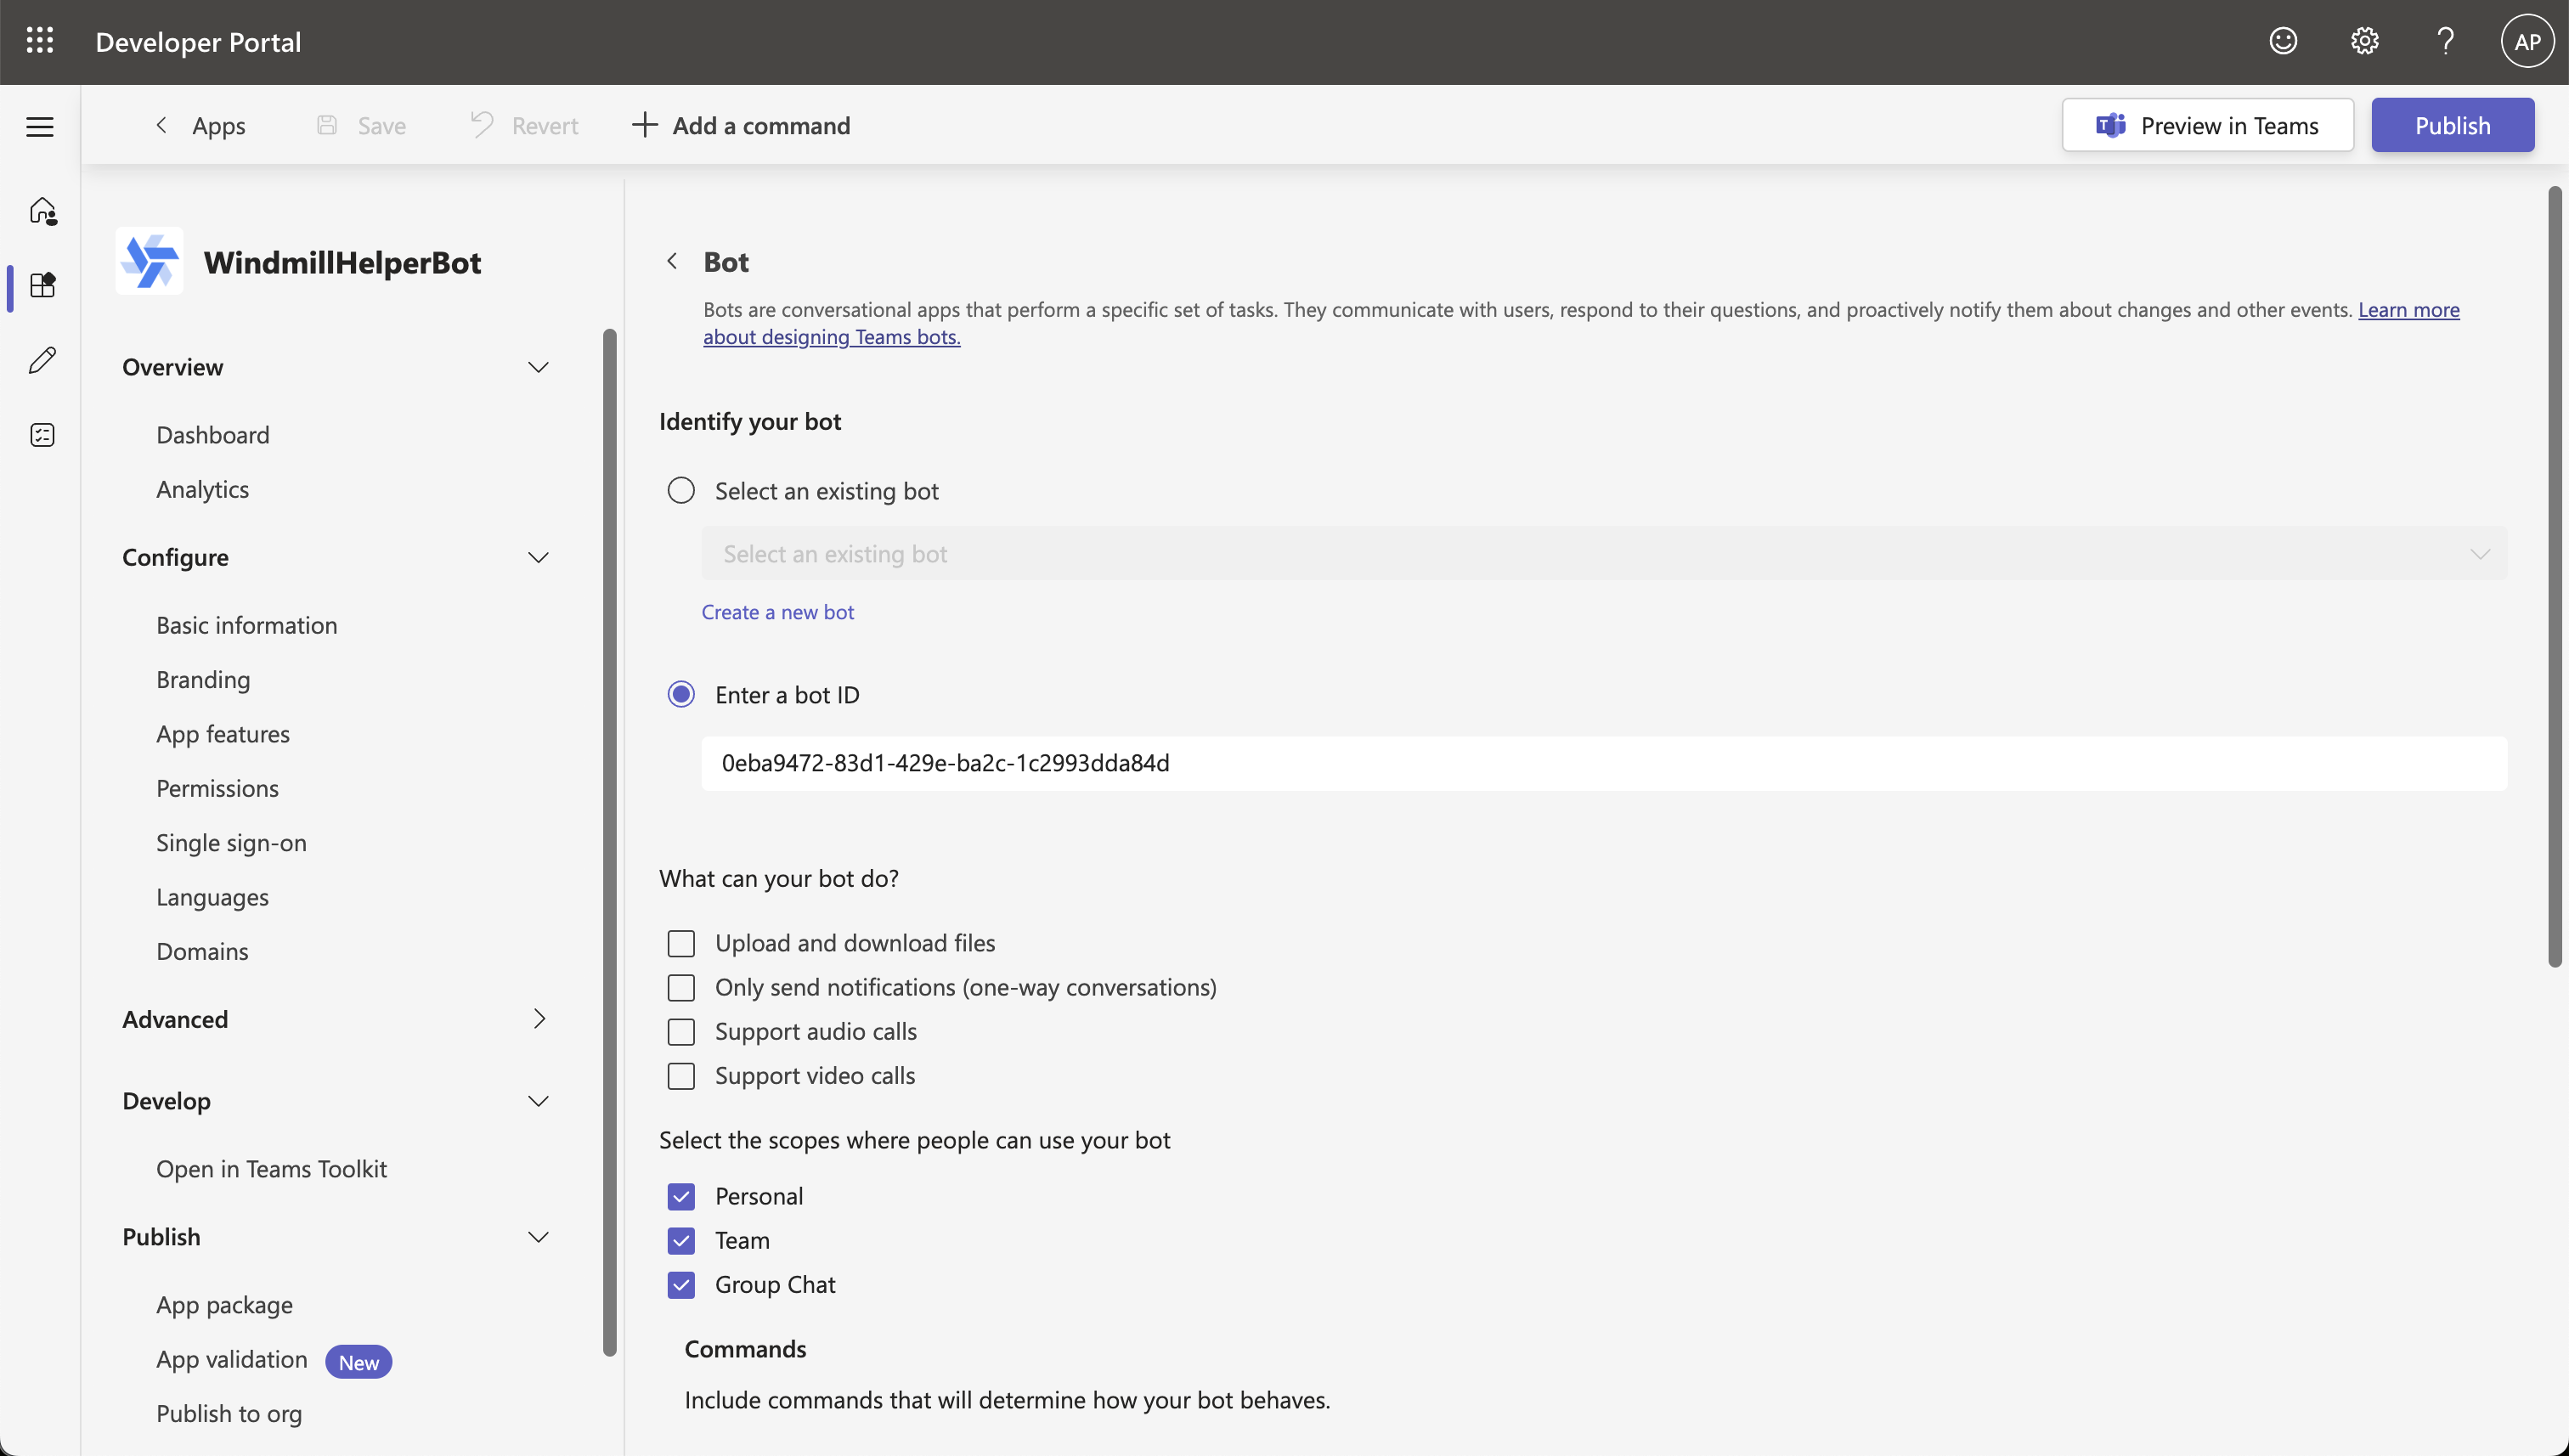 Developer Portal
AP
Apps
Save
Revert
Add a command
Preview in Teams
Publish
WindmillHelperBot
Overview
Dashboard
Analytics
Configure
Basic information
Branding
App features
Permissions
Single sign-on
Languages
Domains
Advanced
Develop
Open in Teams Toolkit
Publish
App package
App validation New
Publish to org
Bot
Bots are conversational apps that perform a specific set of tasks. They communicate with users, respond to their questions, and proactively notify them about changes and other events. Learn more
about designing Teams bots.
Identify your bot
Select an existing bot
Select an existing bot
Create a new bot
Enter a bot ID
0eba9472-83d1-429e-ba2c-1c2993dda84d
What can your bot do?
Upload and download files
Only send notifications (one-way conversations)
Support audio calls
Support video calls
Select the scopes where people can use your bot
Personal
Team
Group Chat
Commands
Include commands that will determine how your bot behaves.